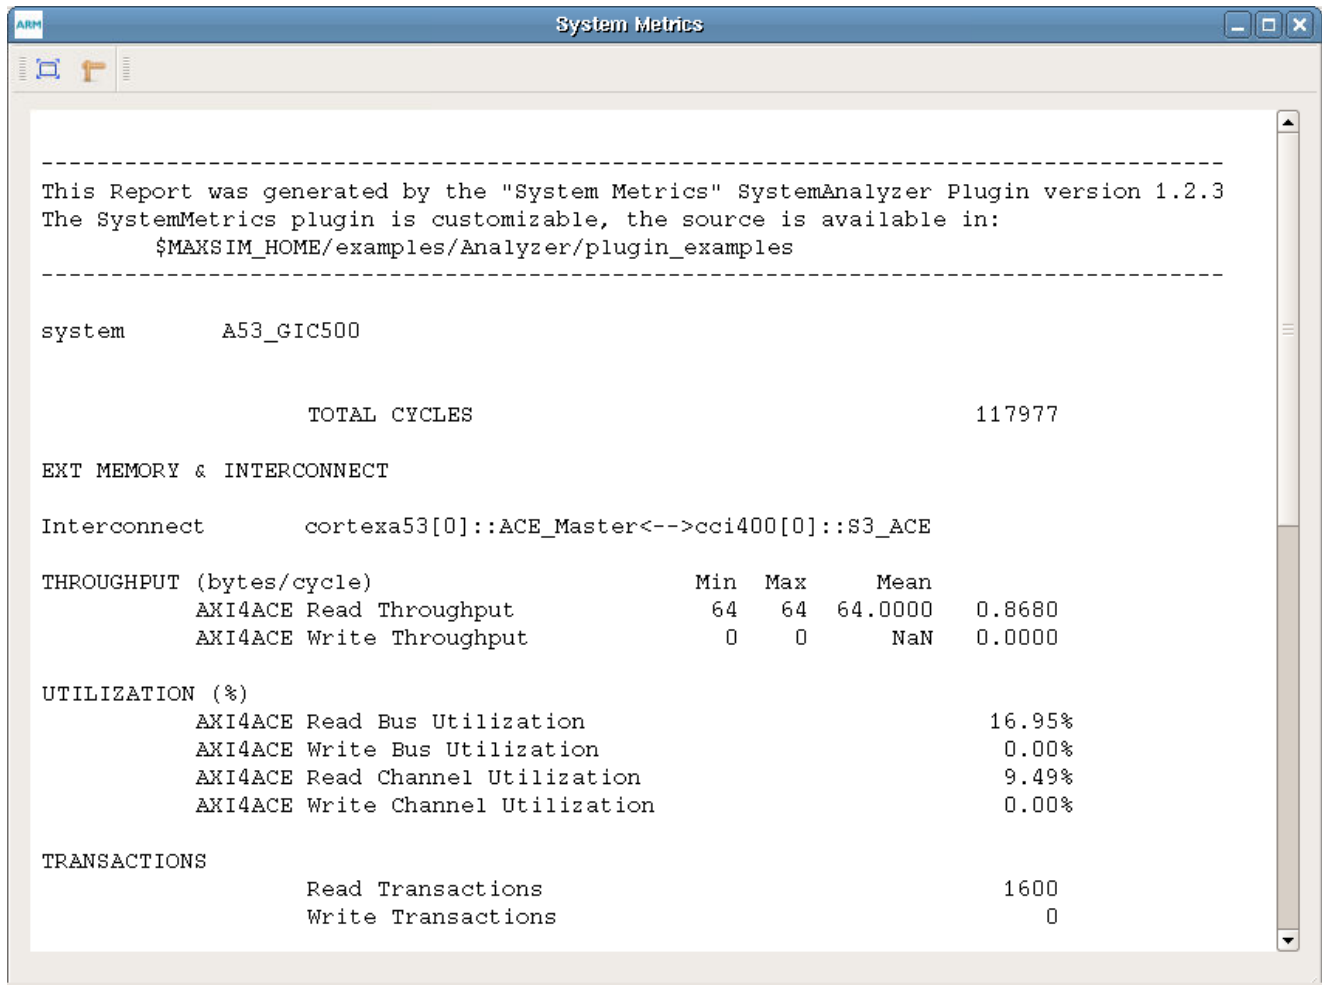 ARM System Metrics
--------------------------------------------------------------------------------------
This Report was generated by the "System Metrics" SystemAnalyzer Plugin version 1.2.3
The SystemMetrics plugin is customizable, the source is available in:
$MAXSIM_HOME/examples/Analyzer/plugin_examples
--------------------------------------------------------------------------------------
system A53_GIC500
TOTAL CYCLES 117977
EXT MEMORY & INTERCONNECT
Interconnect cortexa53[0]::ACE_Master<-->cci400[0]::S3_ACE
THROUGHPUT (bytes/cycle) Min Max Mean
AXI4ACE Read Throughput 64 64 64.0000 0.8680
AXI4ACE Write Throughput 0 0 NaN 0.0000
UTILIZATION (%)
AXI4ACE Read Bus Utilization 16.95%
AXI4ACE Write Bus Utilization 0.00%
AXI4ACE Read Channel Utilization 9.49%
AXI4ACE Write Channel Utilization 0.00%
TRANSACTIONS
Read Transactions 1600
Write Transactions 0